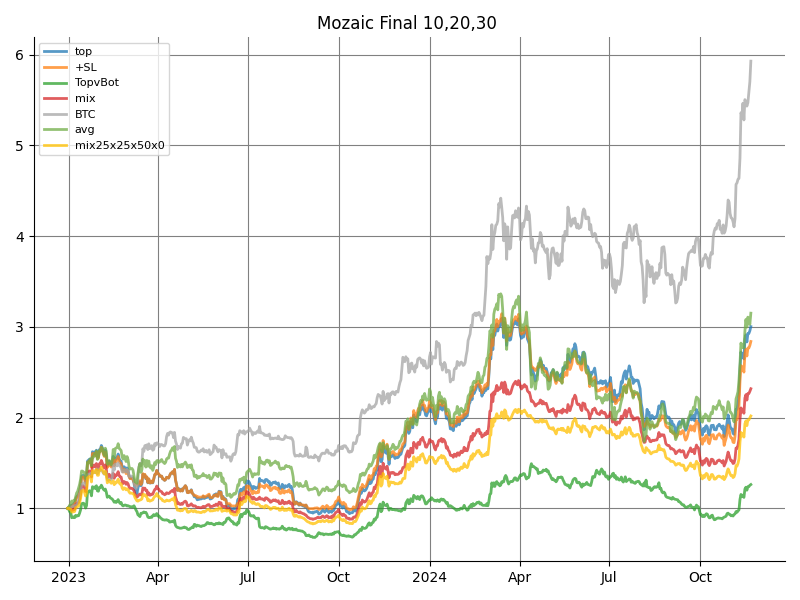 Mozaic Final 10,20,30
top
+SL
TopvBot
mix
BTC
avg
mix25x25x50x0
6
5
4
3
2
1
2023 Apr Jul Oct 2024 Apr Jul Oct